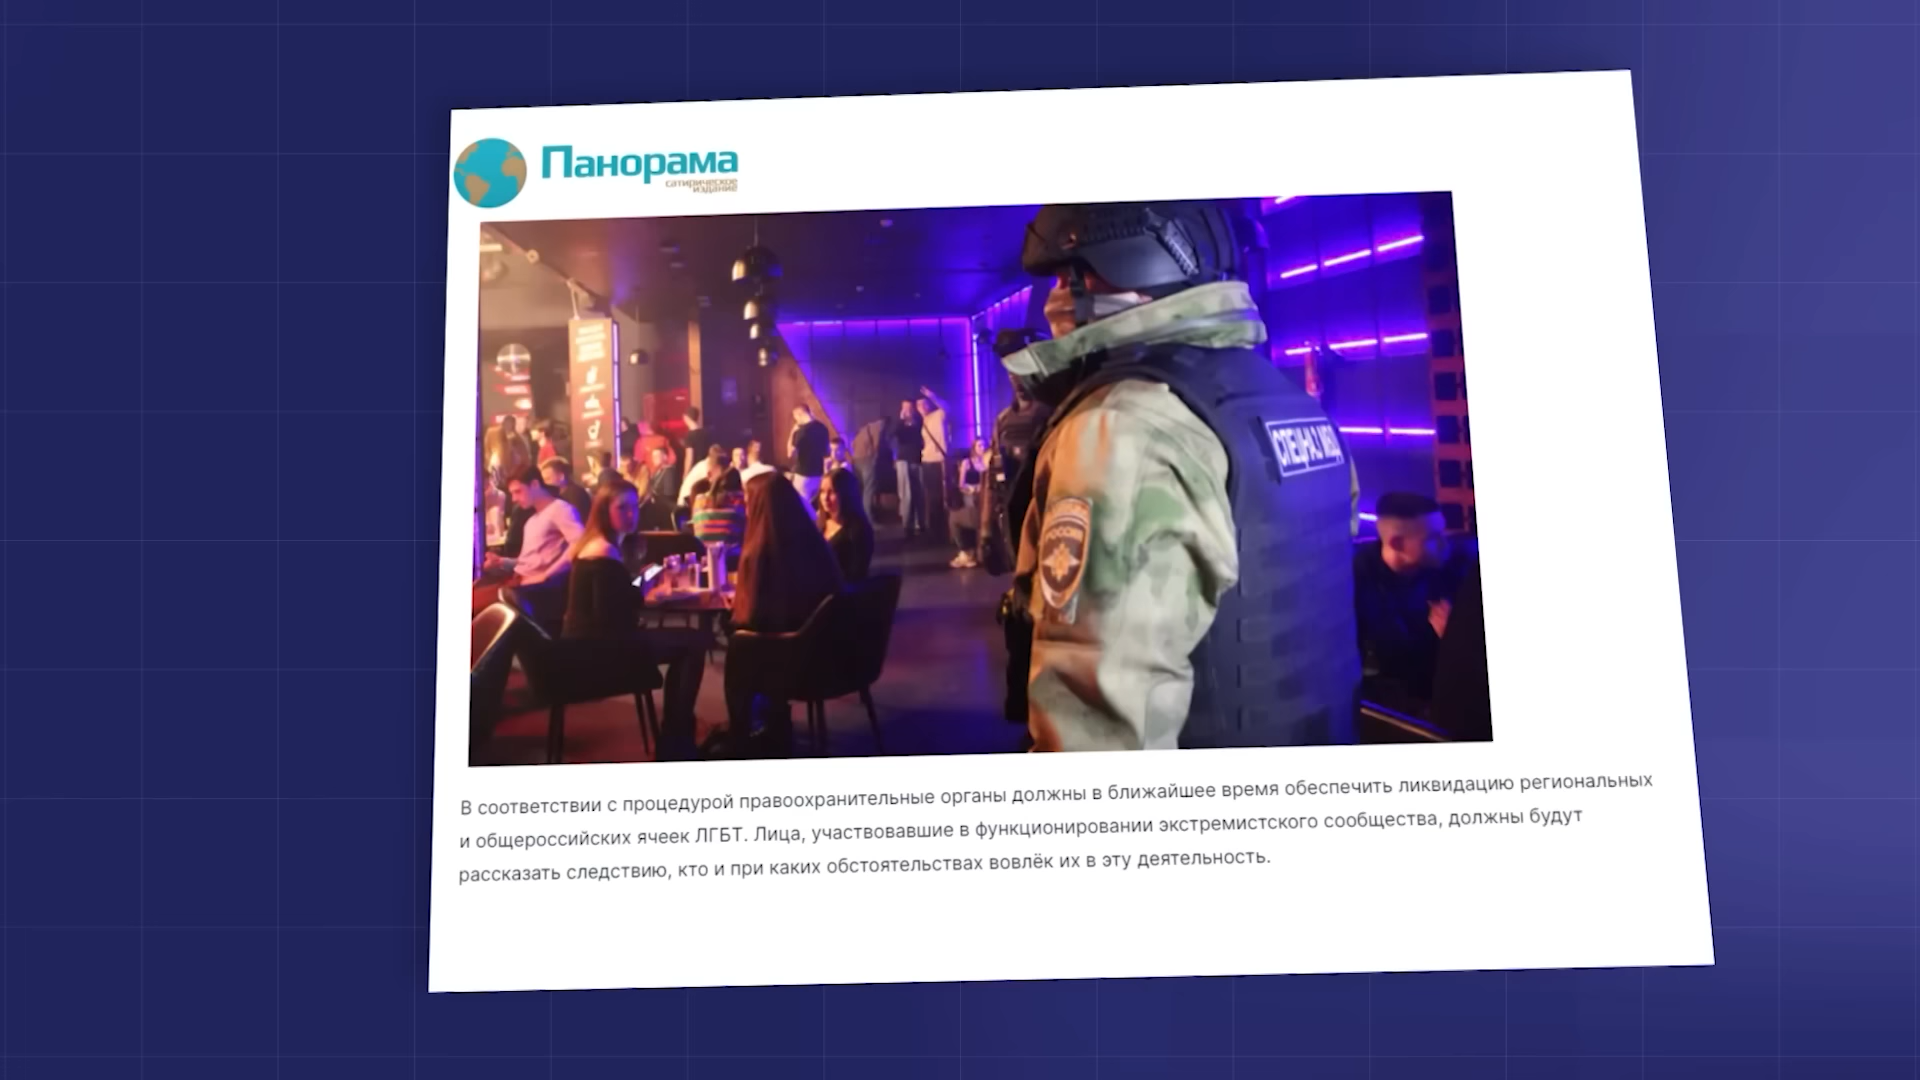 Панорама
сатирическое
издание
СПЕЦНАЗ МВД
РОССИЯ
В соответствии с процедурой правоохранительные органы должны в ближайшее время обеспечить ликвидацию региональных
и общероссийских ячеек ЛГБТ. Лица, участвовавшие в функционировании экстремистского сообщества, должны будут
рассказать следствию, кто и при каких обстоятельствах вовлёк их в эту деятельность.